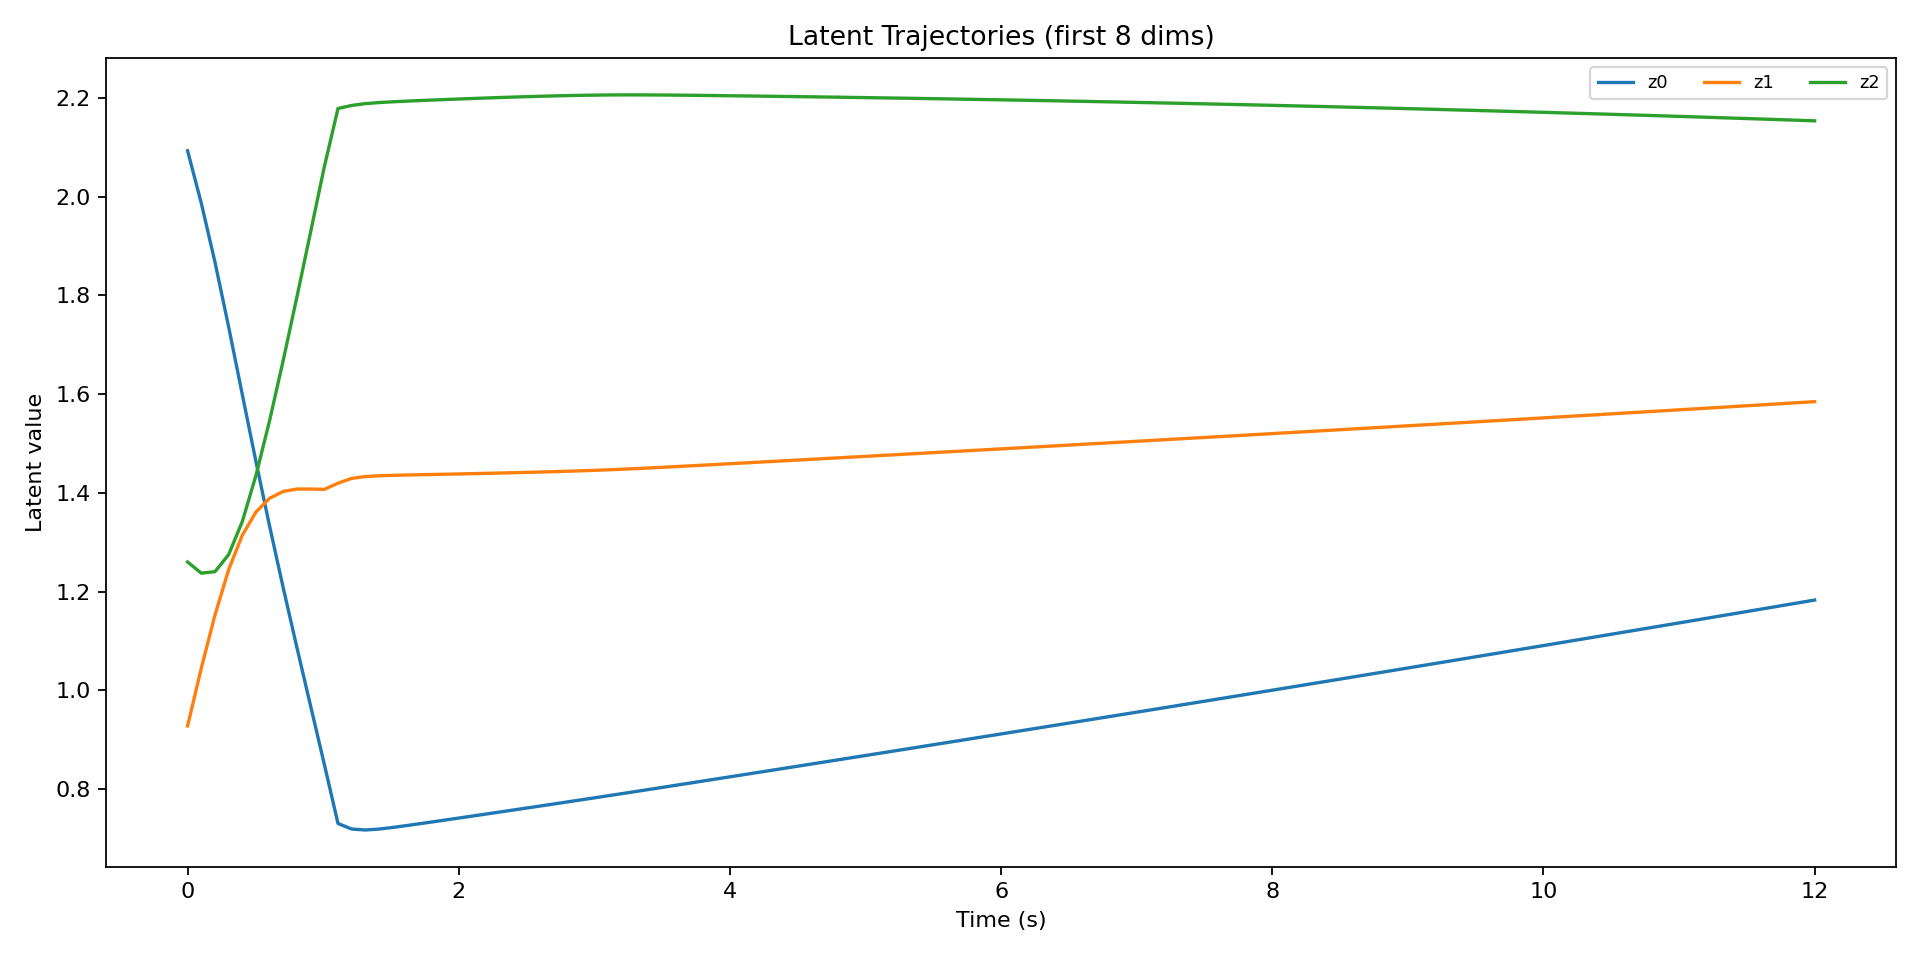 Latent Trajectories (first 8 dims)
z0 z1 z2
Latent value
2.2
2.0
1.8
1.6
1.4
1.2
1.0
0.8
0 2 4 6 8 10 12
Time (s)